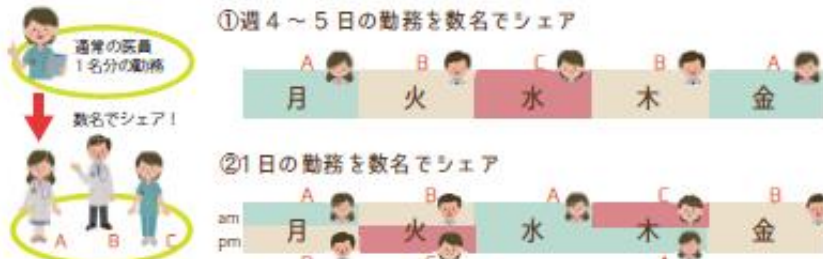 通常の医員
1名分の勤務
数名でシェア！
A B C
①週4～5日の勤務を数名でシェア
A B C B A
月 火 水 木 金
②1日の勤務を数名でシェア
A B A C B
am
月 火 水 木 金
pm
A